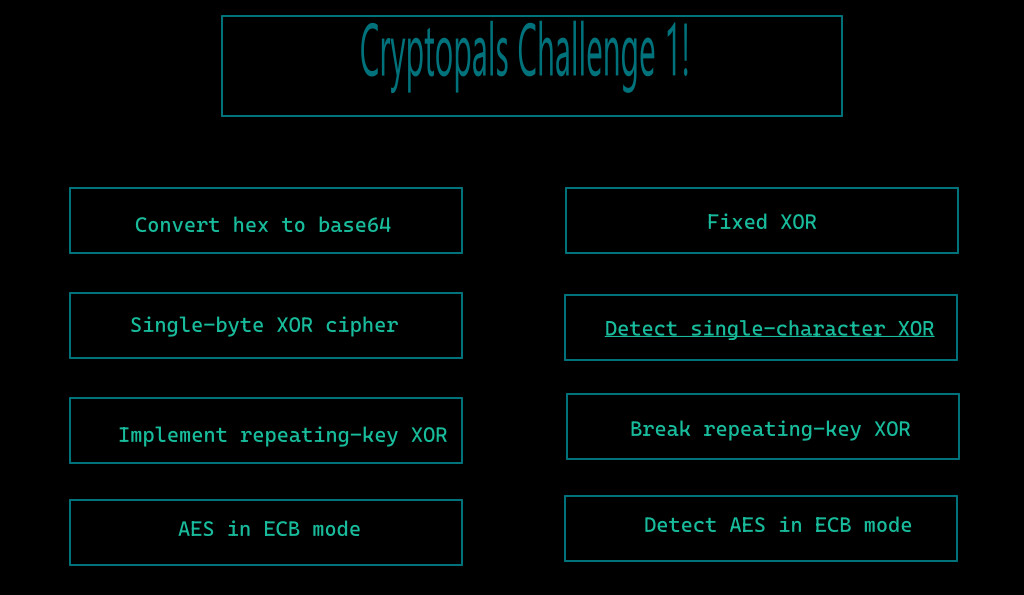 Cryptopals Challenge 1!
Convert hex to base64
Fixed XOR
Single-byte XOR cipher
Detect single-character XOR
Implement repeating-key XOR
Break repeating-key XOR
AES in ECB mode
Detect AES in ECB mode